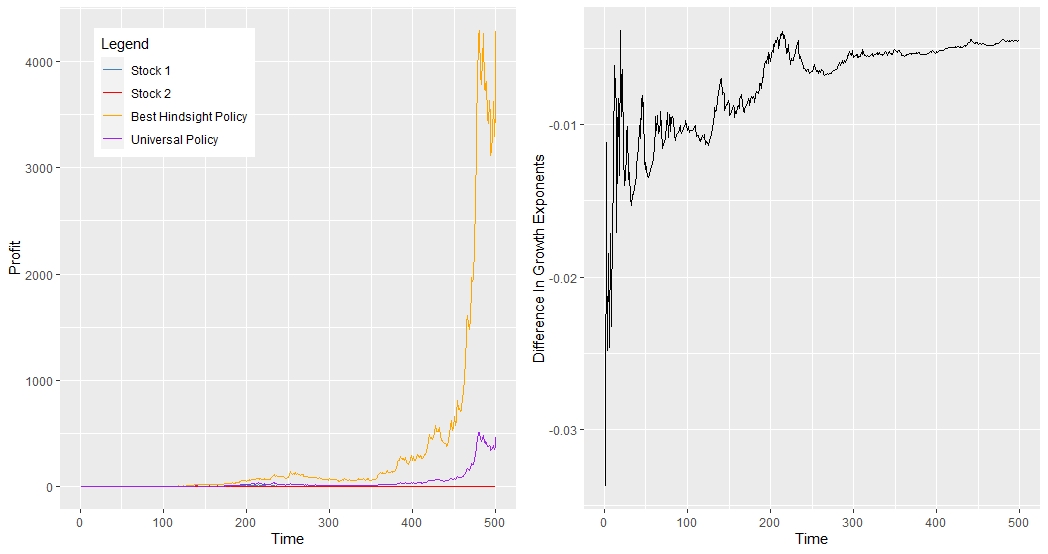 Legend
Stock 1
Stock 2
Best Hindsight Policy
Universal Policy
4000
3000
2000
1000
0
Profit
0 100 200 300 400 500
Time
-0.01
-0.02
-0.03
Difference In Growth Exponents
0 100 200 300 400 500
Time